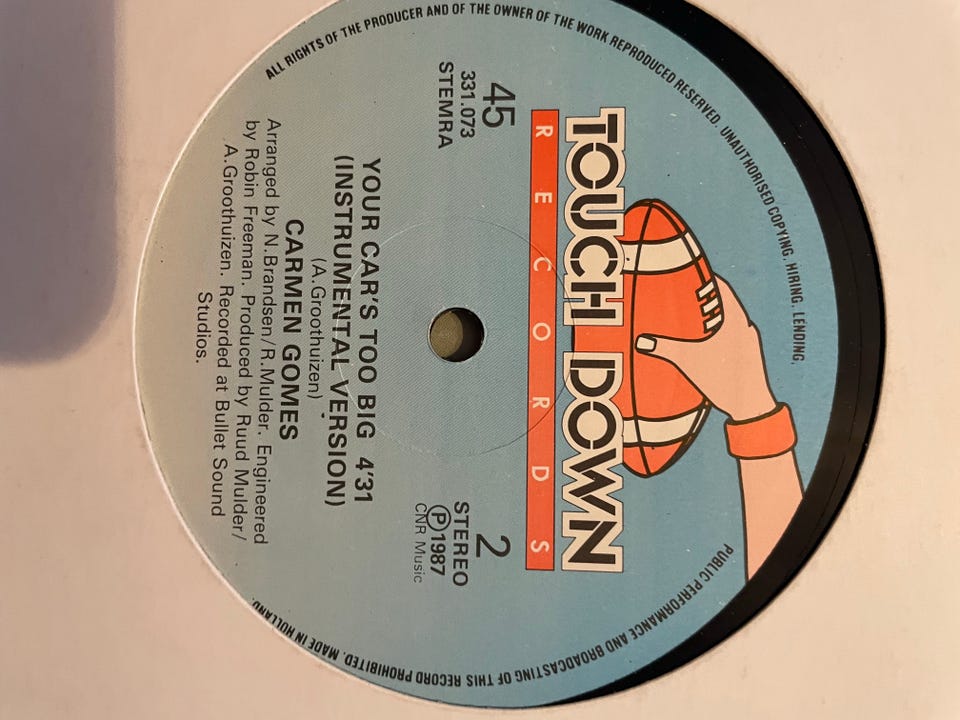 TOUCH DOWN
RECORDS
45
331.073
STEMRA
2
STEREO
Ⓟ1987
CNR Music
YOUR CAR'S TOO BIG 4'31
(INSTRUMENTAL VERSION)
(A.Groothuizen)
CARMEN GOMES
Arranged by N.Brandsen/R.Mulder. Engineered
by Robin Freeman. Produced by Ruud Mulder/
A.Groothuizen. Recorded at Bullet Sound
Studios.
ALL RIGHTS OF THE PRODUCER AND OF THE OWNER OF THE WORK REPRODUCED RESERVED. UNAUTHORISED COPYING, HIRING, LENDING,
PUBLIC PERFORMANCE AND BROADCASTING OF THIS RECORD PROHIBITED. MADE IN HOLLAND.